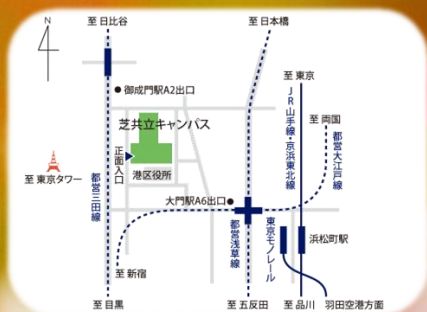 N
至 日比谷
至 日本橋
御成門駅A2出口
至 東京
芝共立キャンパス
JR山手線・京浜東北線
至 両国
正面入口
都営大江戸線
港区役所
至 東京タワー
都営三田線
大門駅A6出口
都営浅草線
東京モノレール
浜松町駅
至 新宿
至 目黒
至 五反田
至 品川
羽田空港方面